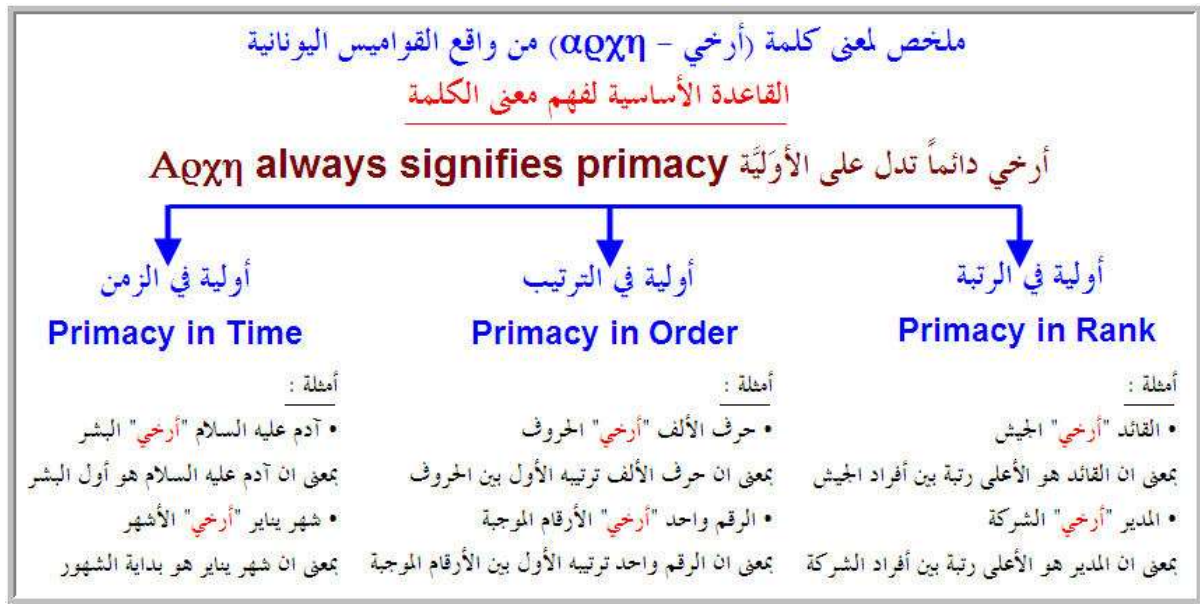 ملخص لمعنى كلمة (أرخي – αρχη) من واقع القواميس اليونانية
القاعدة الأساسية لفهم معنى الكلمة
أرخي دائماً تدل على الأوَليَّة Αρχη always signifies primacy
أولية في الرتبة
Primacy in Rank
أمثلة :
• القائد "أرخي" الجيش
بمعنى ان القائد هو الأعلى رتبة بين أفراد الجيش
• المدير "أرخي" الشركة
بمعنى ان المدير هو الأعلى رتبة بين أفراد الشركة
أولية في الترتيب
Primacy in Order
أمثلة :
• حرف الألف "أرخي" الحروف
بمعنى ان حرف الألف ترتيبه الأول بين الحروف
• الرقم واحد "أرخي" الأرقام الموجبة
بمعنى ان الرقم واحد ترتيبه الأول بين الأرقام الموجبة
أولية في الزمن
Primacy in Time
أمثلة :
• آدم عليه السلام "أرخي" البشر
بمعنى ان آدم عليه السلام هو أول البشر
• شهر يناير "أرخي" الأشهر
بمعنى ان شهر يناير هو بداية الشهور